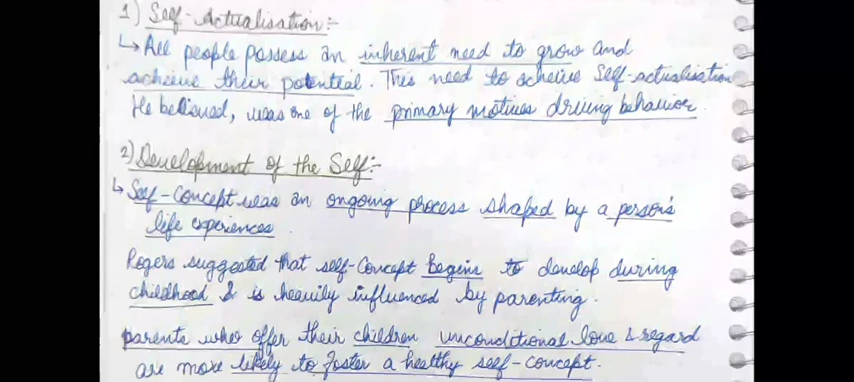 1) Self-Actualisation:-
↳ All people possess an inherent need to grow and
achieve their potential. This need to acheive self-actualisation
He believed, was one of the primary motives driving behavior.
2) Development of the Self:-
↳ Self-Concept was an ongoing process shaped by a person's
life experiences.
Rogers suggested that self-concept begins to develop during
childhood & is heavily influenced by parenting.
parents who offer their children unconditional love & regard
are more likely to foster a healthy self-concept.